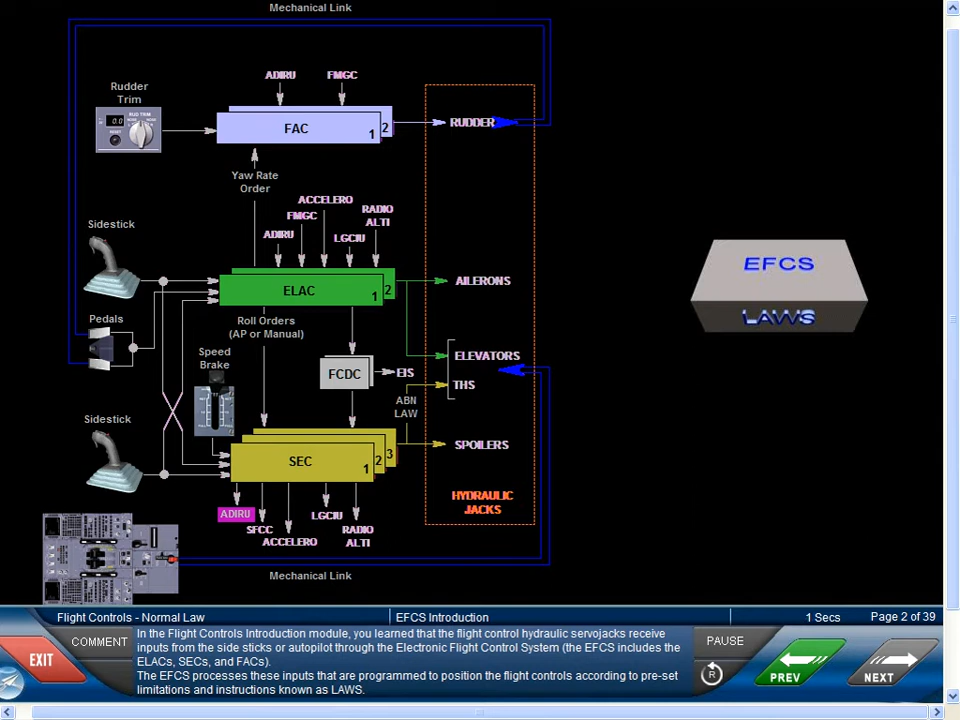 Mechanical Link
Rudder
Trim
RUD TRIM
0.0
RESET
ADIRU
FMGC
FAC
1
2
RUDDER
Yaw Rate
Order
ACCELERO
FMGC
RADIO
ALTI
ADIRU
LGCIU
Sidestick
ELAC
1
2
AILERONS
EFCS
LAWS
Pedals
Roll Orders
(AP or Manual)
Speed
Brake
FCDC
EIS
ELEVATORS
THS
ABN
LAW
Sidestick
SEC
1
2
3
SPOILERS
HYDRAULIC
JACKS
ADIRU
SFCC
ACCELERO
LGCIU
RADIO
ALTI
Mechanical Link
Flight Controls - Normal Law
EFCS Introduction
1 Secs
Page 2 of 39
EXIT
COMMENT
In the Flight Controls Introduction module, you learned that the flight control hydraulic servojacks receive
inputs from the side sticks or autopilot through the Electronic Flight Control System (the EFCS includes the
ELACs, SECs, and FACs).
The EFCS processes these inputs that are programmed to position the flight controls according to pre-set
limitations and instructions known as LAWS.
PAUSE
PREV
NEXT